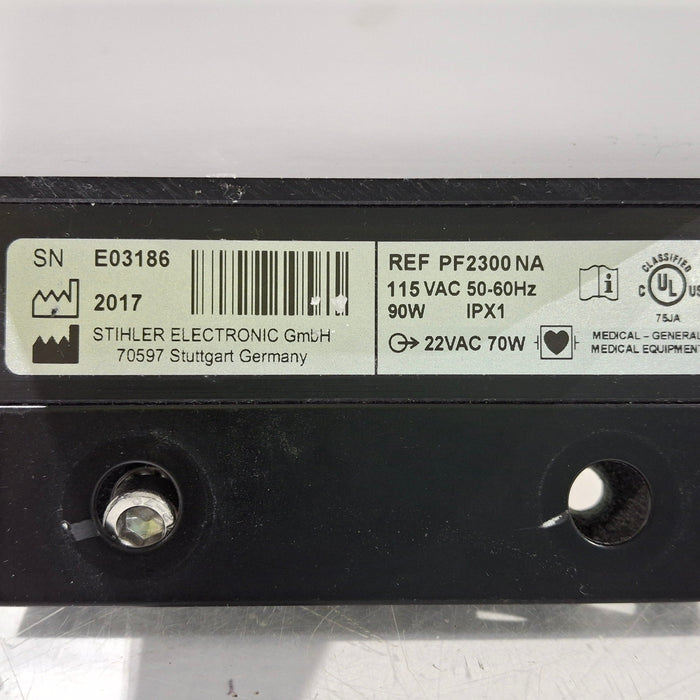 SN E03186
2017
STIHLER ELECTRONIC GmbH
70597 Stuttgart Germany
REF PF2300 NA
115 VAC 50-60Hz
90W IPX1
22VAC 70W
i
CLASSIFIED
C UL US
75JA
MEDICAL - GENERAL
MEDICAL EQUIPMENT